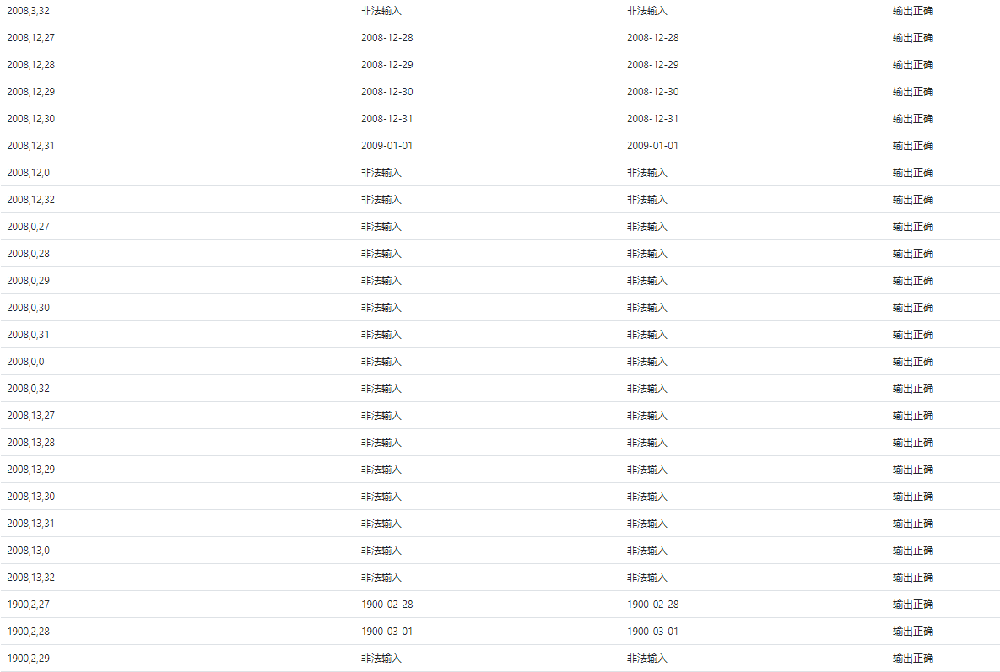 2008,3,32 非法输入 非法输入 输出正确
2008,12,27 2008-12-28 2008-12-28 输出正确
2008,12,28 2008-12-29 2008-12-29 输出正确
2008,12,29 2008-12-30 2008-12-30 输出正确
2008,12,30 2008-12-31 2008-12-31 输出正确
2008,12,31 2009-01-01 2009-01-01 输出正确
2008,12,0 非法输入 非法输入 输出正确
2008,12,32 非法输入 非法输入 输出正确
2008,0,27 非法输入 非法输入 输出正确
2008,0,28 非法输入 非法输入 输出正确
2008,0,29 非法输入 非法输入 输出正确
2008,0,30 非法输入 非法输入 输出正确
2008,0,31 非法输入 非法输入 输出正确
2008,0,0 非法输入 非法输入 输出正确
2008,0,32 非法输入 非法输入 输出正确
2008,13,27 非法输入 非法输入 输出正确
2008,13,28 非法输入 非法输入 输出正确
2008,13,29 非法输入 非法输入 输出正确
2008,13,30 非法输入 非法输入 输出正确
2008,13,31 非法输入 非法输入 输出正确
2008,13,0 非法输入 非法输入 输出正确
2008,13,32 非法输入 非法输入 输出正确
1900,2,27 1900-02-28 1900-02-28 输出正确
1900,2,28 1900-03-01 1900-03-01 输出正确
1900,2,29 非法输入 非法输入 输出正确